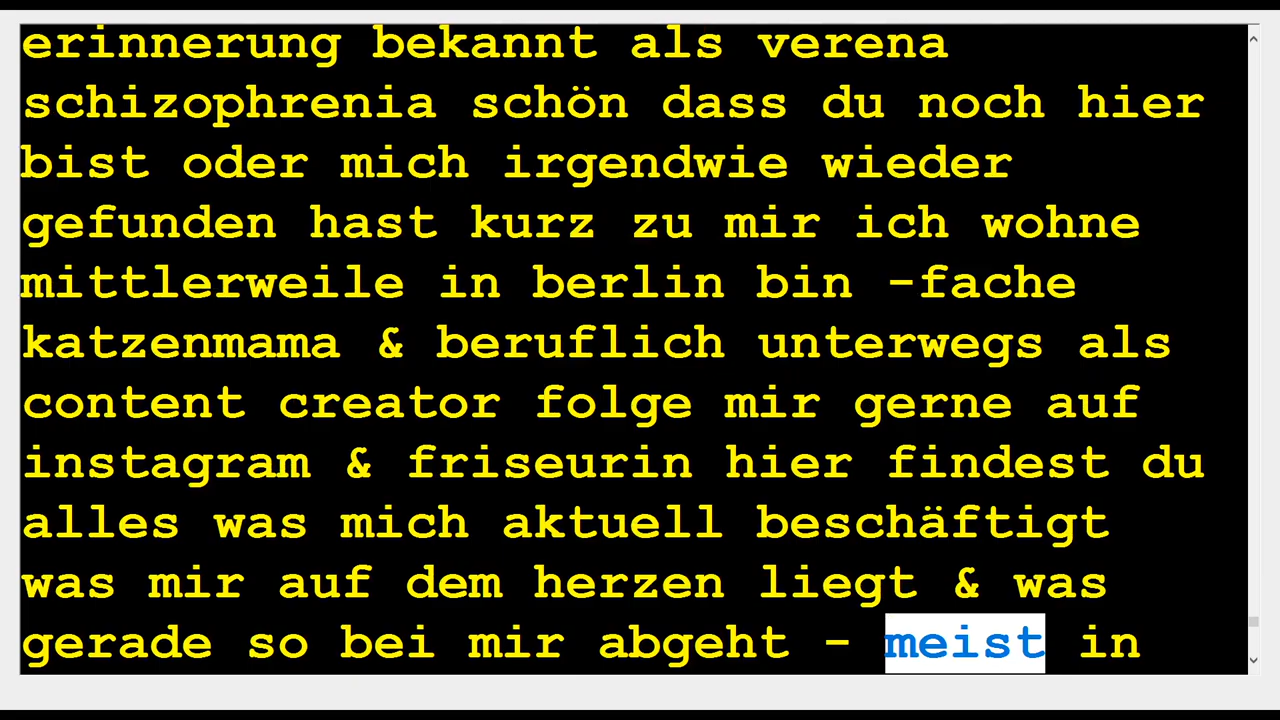 erinnerung bekannt als verena
schizophrenia schön dass du noch hier
bist oder mich irgendwie wieder
gefunden hast kurz zu mir ich wohne
mittlerweile in berlin bin -fache
katzenmama & beruflich unterwegs als
content creator folge mir gerne auf
instagram & friseurin hier findest du
alles was mich aktuell beschäftigt
was mir auf dem herzen liegt & was
gerade so bei mir abgeht - meist in